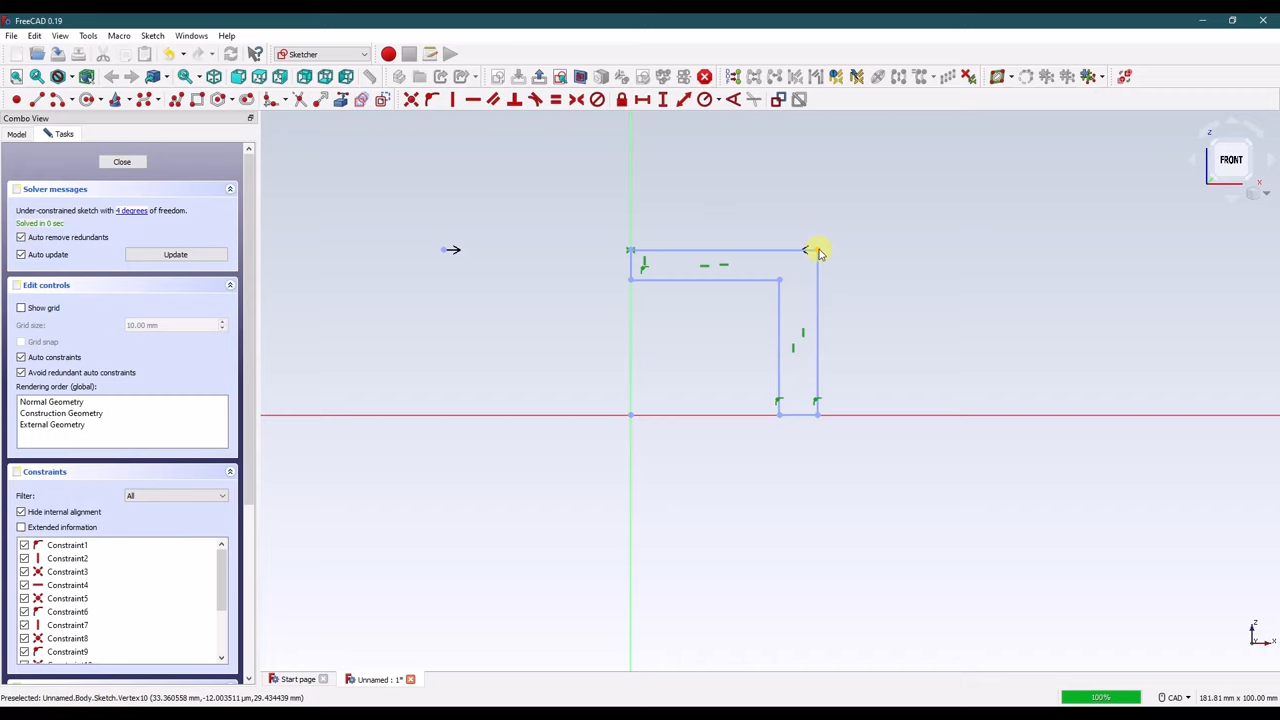 FreeCAD 0.19
File Edit View Tools Macro Sketch Windows Help
Sketcher
Combo View
Model Tasks
Close
Solver messages
Under-constrained sketch with 4 degrees of freedom.
Solved in 0 sec
Auto remove redundants
Auto update Update
Edit controls
Show grid
Grid size: 10.00 mm
Grid snap
Auto constraints
Avoid redundant auto constraints
Rendering order (global):
Normal Geometry
Construction Geometry
External Geometry
Constraints
Filter: All
Hide internal alignment
Extended information
Constraint1
Constraint2
Constraint3
Constraint4
Constraint5
Constraint6
Constraint7
Constraint8
Constraint9
FRONT
z
x
z
y x
Start page Unnamed : 1*
Preselected: Unnamed.Body.Sketch.Vertex10 (33.360558 mm,-12.003511 µm,29.434439 mm) 100% CAD 181.81 mm x 100.00 mm